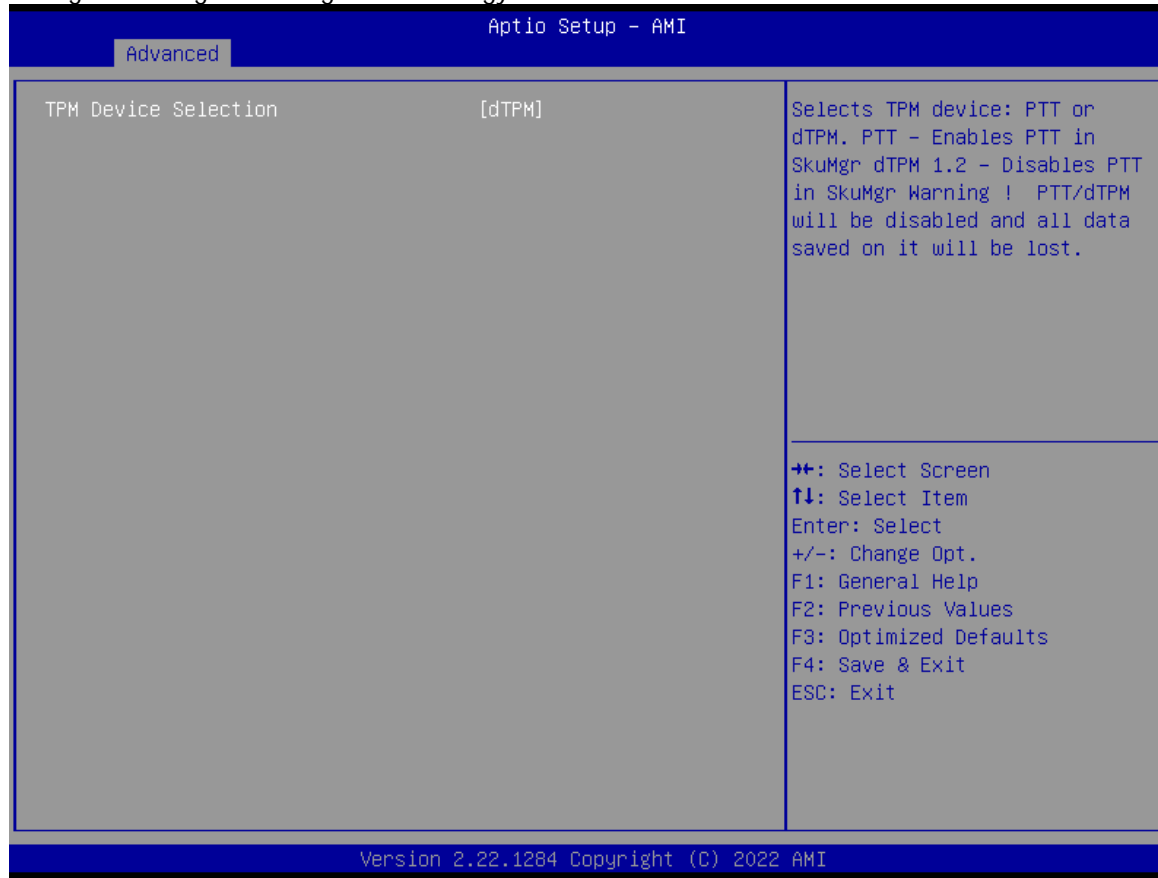 Aptio Setup – AMI
Advanced
TPM Device Selection [dTPM]
Selects TPM device: PTT or
dTPM. PTT – Enables PTT in
SkuMgr dTPM 1.2 – Disables PTT
in SkuMgr Warning ! PTT/dTPM
will be disabled and all data
saved on it will be lost.
→←: Select Screen
↑↓: Select Item
Enter: Select
+/-: Change Opt.
F1: General Help
F2: Previous Values
F3: Optimized Defaults
F4: Save & Exit
ESC: Exit
Version 2.22.1284 Copyright (C) 2022 AMI